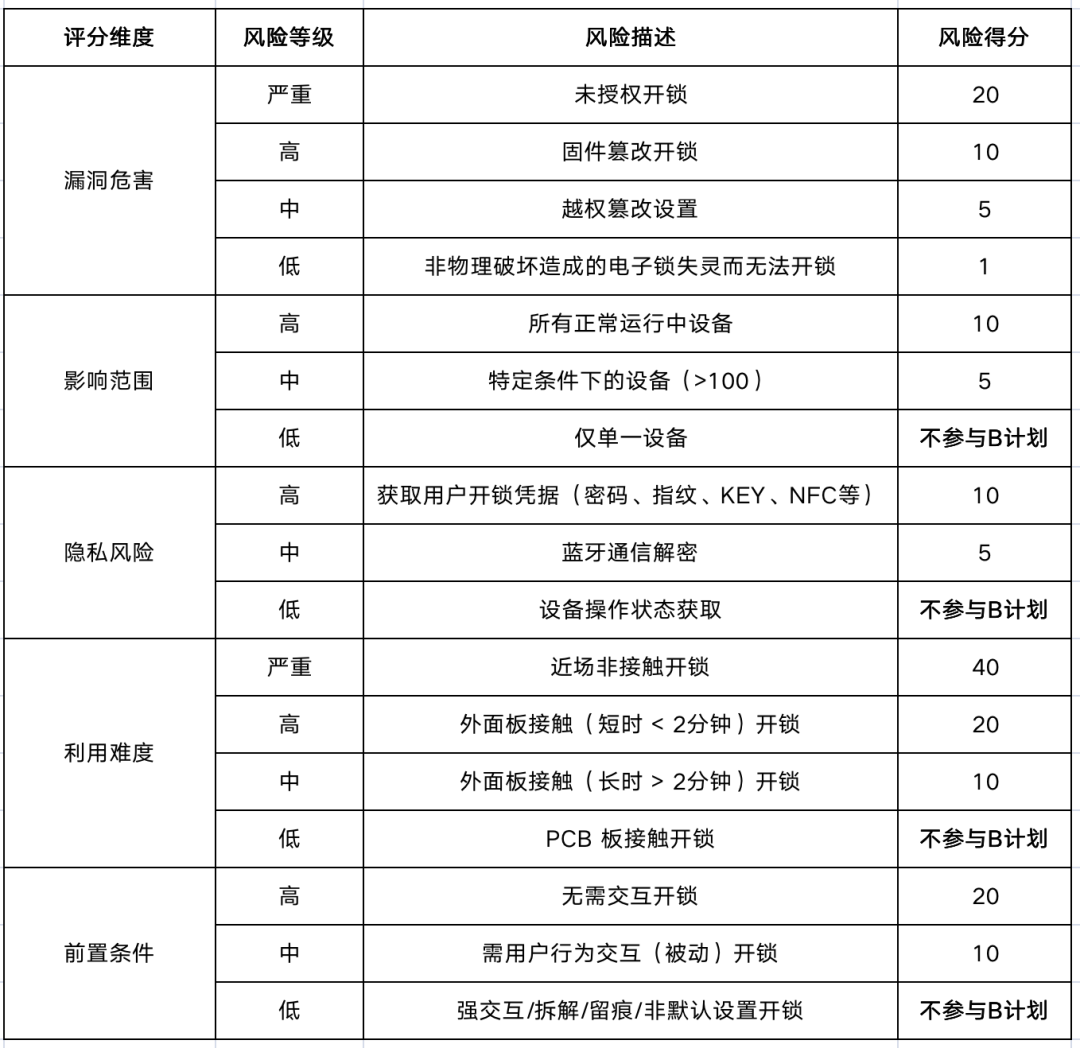 评分维度 风险等级 风险描述 风险得分
漏洞危害 严重 未授权开锁 20
高 固件篡改开锁 10
中 越权篡改设置 5
低 非物理破坏造成的电子锁失灵而无法开锁 1
影响范围 高 所有正常运行中设备 10
中 特定条件下的设备（>100） 5
低 仅单一设备 不参与B计划
隐私风险 高 获取用户开锁凭据（密码、指纹、KEY、NFC等） 10
中 蓝牙通信解密 5
低 设备操作状态获取 不参与B计划
利用难度 严重 近场非接触开锁 40
高 外面板接触（短时 < 2分钟）开锁 20
中 外面板接触（长时 > 2分钟）开锁 10
低 PCB 板接触开锁 不参与B计划
前置条件 高 无需交互开锁 20
中 需用户行为交互（被动）开锁 10
低 强交互/拆解/留痕/非默认设置开锁 不参与B计划